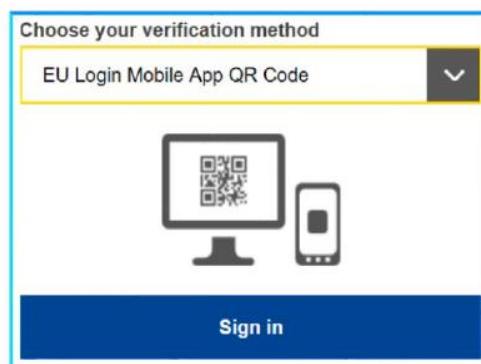 Choose your verification method
EU Login Mobile App QR Code
Sign in